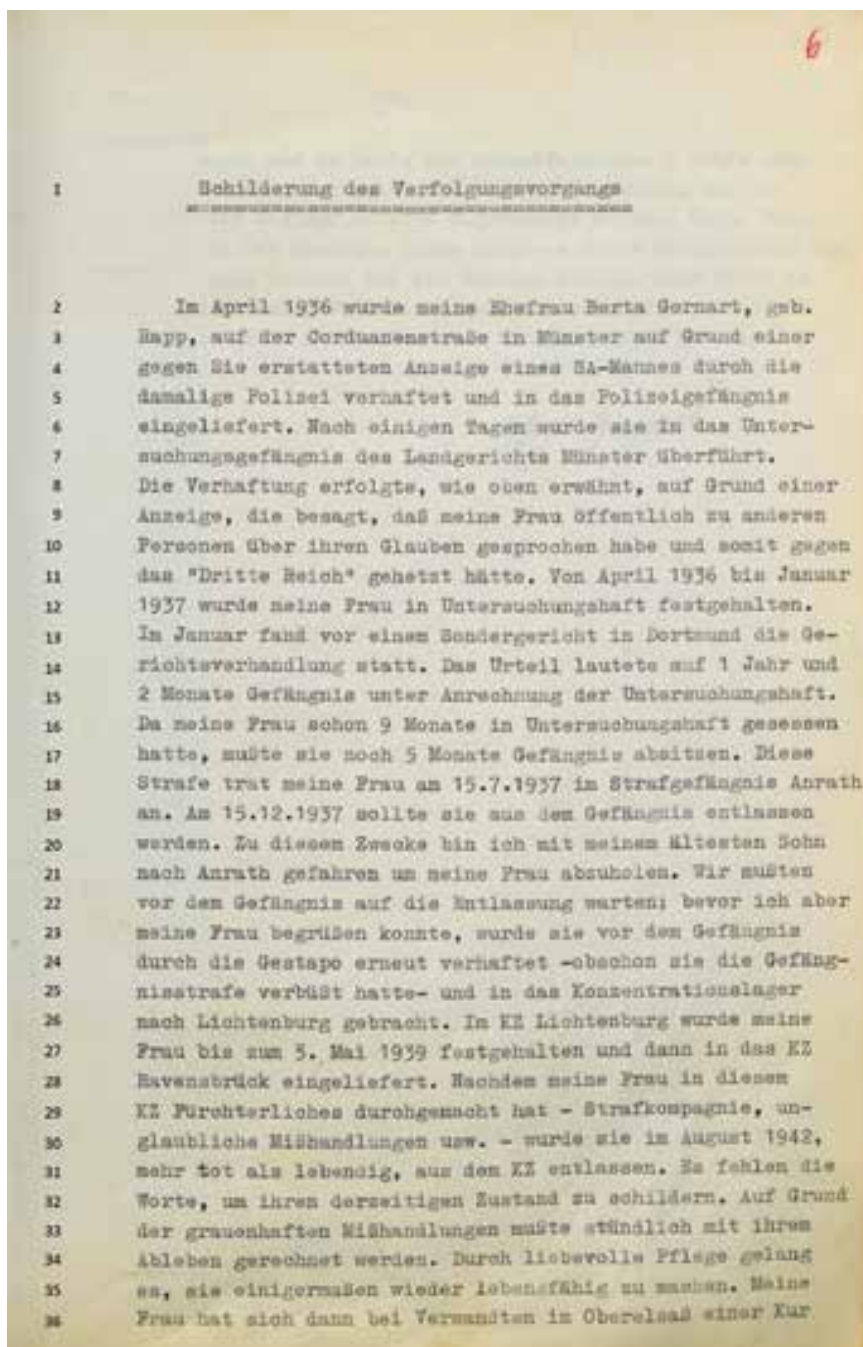 6
1 Schilderung des Verfolgungsvorgangs
2 Im April 1936 wurde meine Ehefrau Berta Gernart, geb.
3 Rapp, auf der Corduanenstraße in Münster auf Grund einer
4 gegen Sie erstatteten Anzeige eines SA-Mannes durch die
5 damalige Polizei verhaftet und in das Polizeigefängnis
6 eingeliefert. Nach einigen Tagen wurde sie in das Unter-
7 suchungsgefängnis des Landgerichts Münster überführt.
8 Die Verhaftung erfolgte, wie oben erwähnt, auf Grund einer
9 Anzeige, die besagt, daß meine Frau öffentlich zu anderen
10 Personen über ihren Glauben gesprochen habe und somit gegen
11 das "Dritte Reich" gehetzt hätte. Von April 1936 bis Januar
12 1937 wurde meine Frau in Untersuchungshaft festgehalten.
13 Im Januar fand vor einem Sondergericht in Dortmund die Ge-
14 richtsverhandlung statt. Das Urteil lautete auf 1 Jahr und
15 2 Monate Gefängnis unter Anrechnung der Untersuchungshaft.
16 Da meine Frau schon 9 Monate in Untersuchungshaft gesessen
17 hatte, mußte sie noch 5 Monate Gefängnis absitzen. Diese
18 Strafe trat meine Frau am 15.7.1937 im Strafgefängnis Anrath
19 an. Am 15.12.1937 sollte sie aus dem Gefängnis entlassen
20 werden. Zu diesem Zwecke bin ich mit meinem ältesten Sohn
21 nach Anrath gefahren um meine Frau abzuholen. Wir mußten
22 vor dem Gefängnis auf die Entlassung warten; bevor ich aber
23 meine Frau begrüßen konnte, wurde sie vor dem Gefängnis
24 durch die Gestapo erneut verhaftet -obschon sie die Gefäng-
25 nisstrafe verbüßt hatte- und in das Konzentrationslager
26 nach Lichtenburg gebracht. Im KZ Lichtenburg wurde meine
27 Frau bis zum 3. Mai 1939 festgehalten und dann in das KZ
28 Ravensbrück eingeliefert. Nachdem meine Frau in diesem
29 KZ Fürchterliches durchgemacht hat - Strafkompagnie, un-
30 glaubliche Mißhandlungen usw. - wurde sie im August 1942,
31 mehr tot als lebendig, aus dem KZ entlassen. Es fehlen die
32 Worte, um ihren derzeitigen Zustand zu schildern. Auf Grund
33 der grauenhaften Mißhandlungen mußte stündlich mit ihrem
34 Ableben gerechnet werden. Durch liebevolle Pflege gelang
35 es, sie einigermaßen wieder lebensfähig zu machen. Meine
36 Frau hat sich dann bei Verwandten im Oberelsaß einer Kur